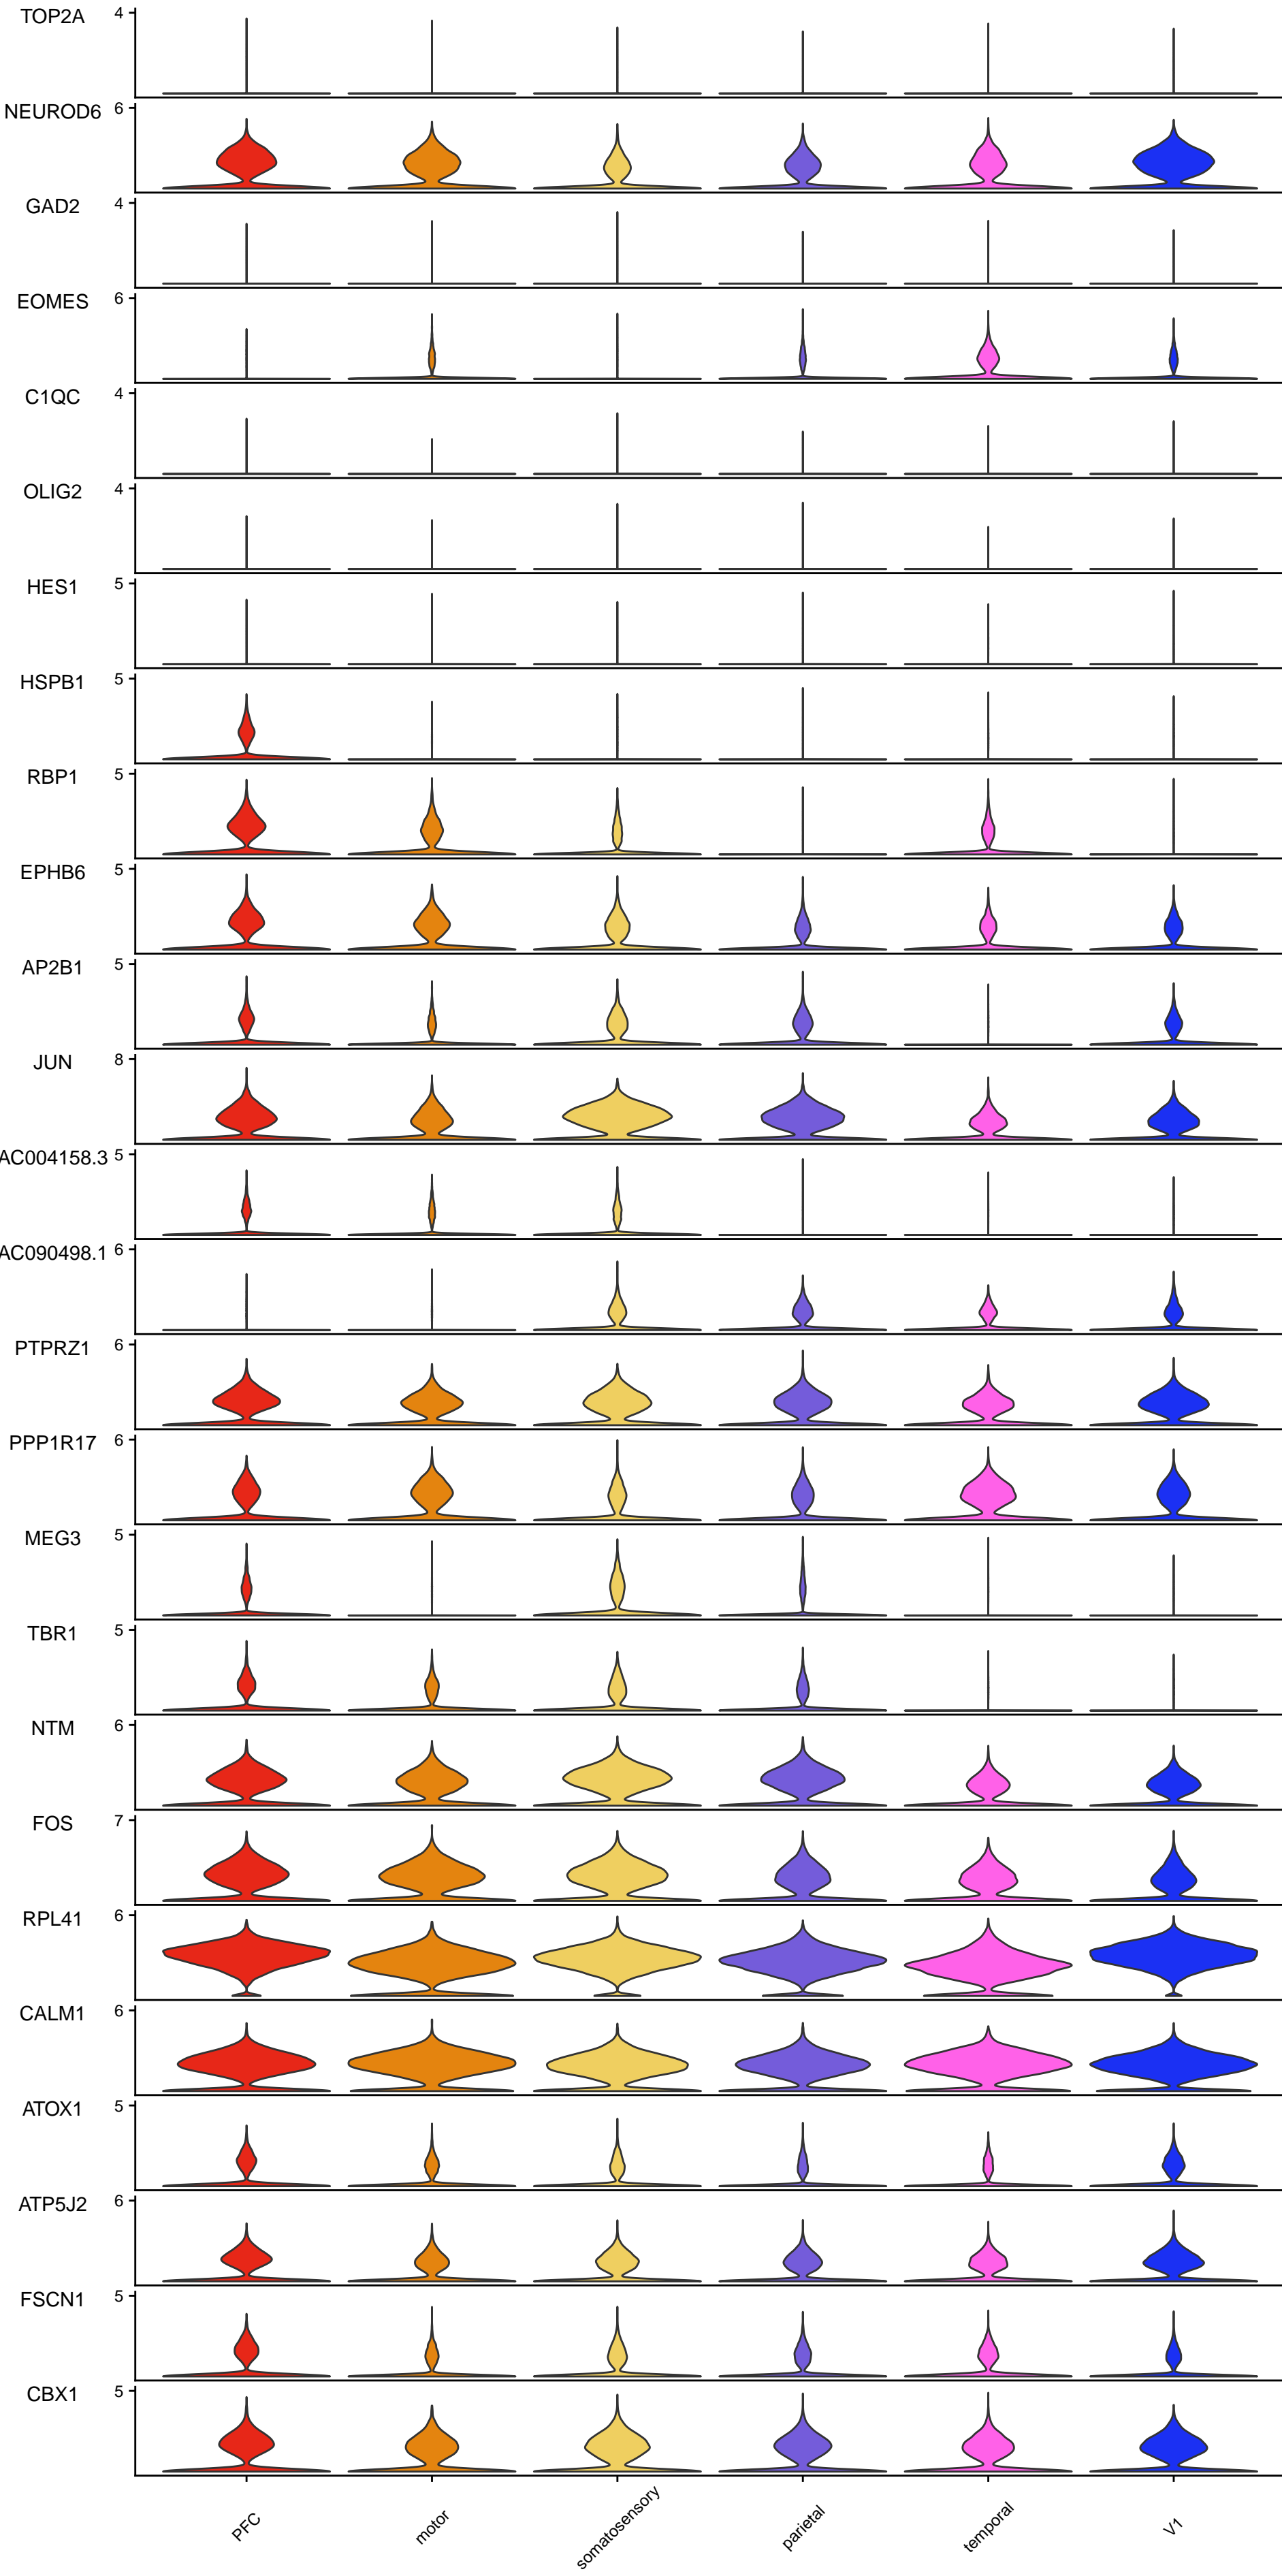 TOP2A 4
NEUROD6 6
GAD2 4
EOMES 6
C1QC 4
OLIG2 4
HES1 5
HSPB1 5
RBP1 5
EPHB6 5
AP2B1 5
JUN 8
AC004158.3 5
AC090498.1 6
PTPRZ1 6
PPP1R17 6
MEG3 5
TBR1 5
NTM 6
FOS 7
RPL41 6
CALM1 6
ATOX1 5
ATP5J2 6
FSCN1 5
CBX1 5
PFC motor somatosensory parietal temporal V1